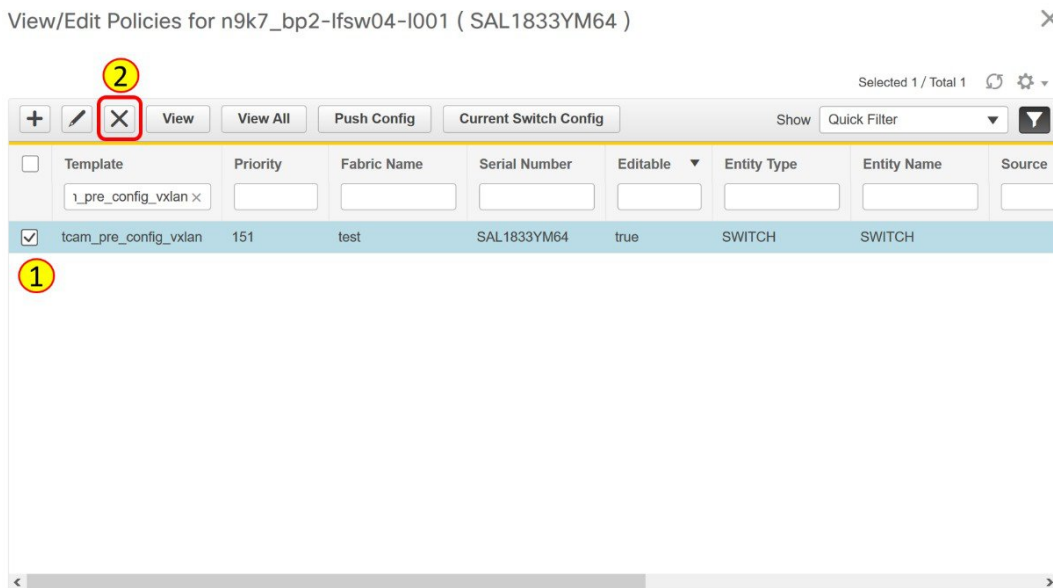 View/Edit Policies for n9k7_bp2-lfsw04-l001 ( SAL1833YM64 )
2
Selected 1 / Total 1
View View All Push Config Current Switch Config Show Quick Filter
Template Priority Fabric Name Serial Number Editable Entity Type Entity Name Source
_pre_config_vxlan ×
tcam_pre_config_vxlan 151 test SAL1833YM64 true SWITCH SWITCH
1